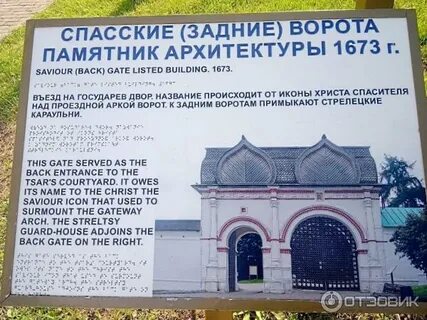 СПАССКИЕ (ЗАДНИЕ) ВОРОТА
ПАМЯТНИК АРХИТЕКТУРЫ 1673 г.
SAVIOUR (BACK) GATE LISTED BUILDING. 1673.
ВЪЕЗД НА ГОСУДАРЕВ ДВОР. НАЗВАНИЕ ПРОИСХОДИТ ОТ ИКОНЫ ХРИСТА СПАСИТЕЛЯ
НАД ПРОЕЗДНОЙ АРКОЙ ВОРОТ. К ЗАДНИМ ВОРОТАМ ПРИМЫКАЮТ СТРЕЛЕЦКИЕ
КАРАУЛЬНИ.
THIS GATE SERVED AS THE
BACK ENTRANCE TO THE
TSAR'S COURTYARD. IT OWES
ITS NAME TO THE CHRIST THE
SAVIOUR ICON THAT USED TO
SURMOUNT THE GATEWAY
ARCH. THE STRELTSY
GUARD-HOUSE ADJOINS THE
BACK GATE ON THE RIGHT.
ОТЗОВИК